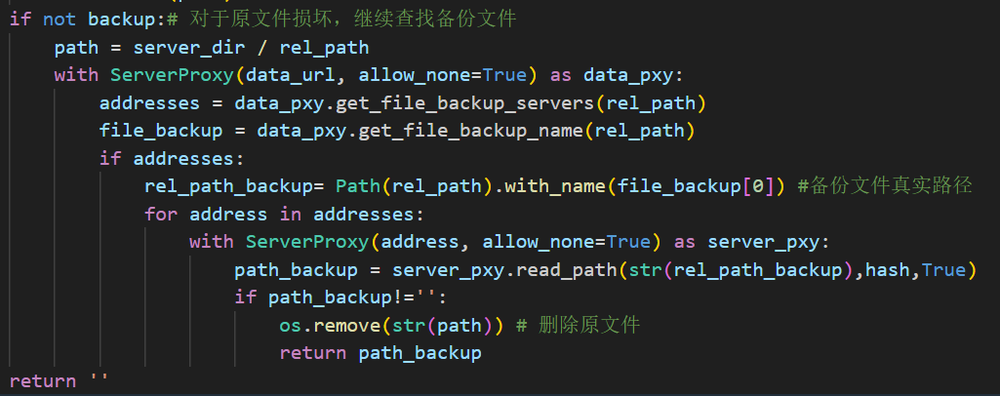 if not backup:# 对于原文件损坏，继续查找备份文件
path = server_dir / rel_path
with ServerProxy(data_url, allow_none=True) as data_pxy:
addresses = data_pxy.get_file_backup_servers(rel_path)
file_backup = data_pxy.get_file_backup_name(rel_path)
if addresses:
rel_path_backup= Path(rel_path).with_name(file_backup[0]) #备份文件真实路径
for address in addresses:
with ServerProxy(address, allow_none=True) as server_pxy:
path_backup = server_pxy.read_path(str(rel_path_backup),hash,True)
if path_backup!='':
os.remove(str(path)) # 删除原文件
return path_backup
return ''